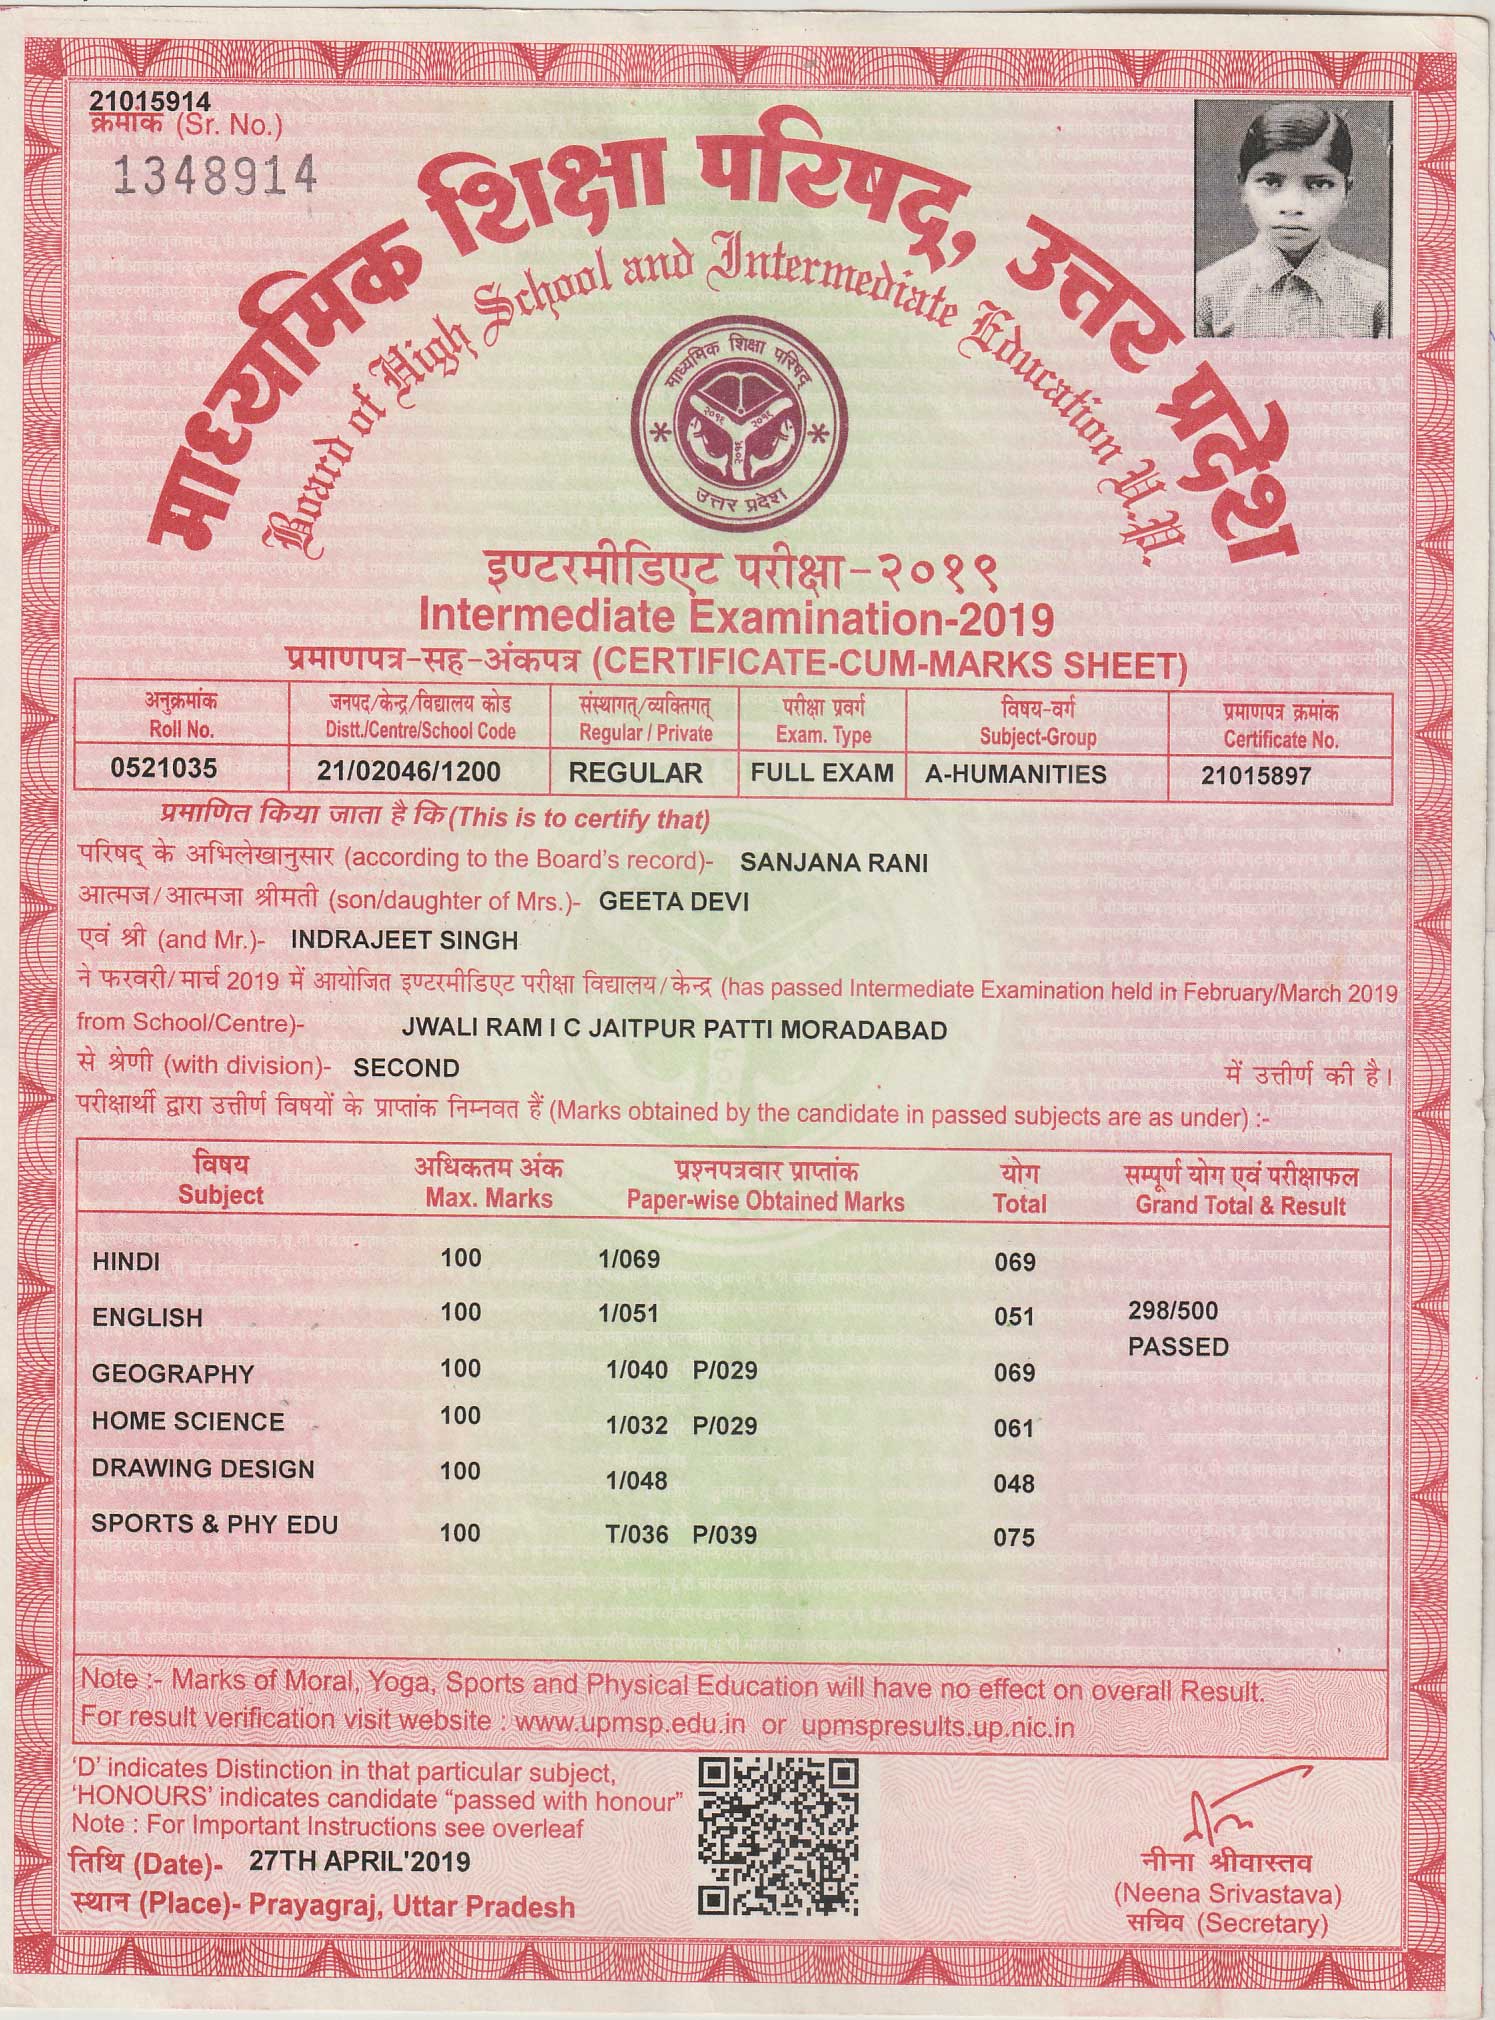 21015914
क्रमांक (Sr. No.)
1348914
माध्यमिक शिक्षा परिषद्, उत्तर प्रदेश
Board of High School and Intermediate Education U.P.
माध्यमिक शिक्षा परिषद्
उत्तर प्रदेश
इण्टरमीडिएट परीक्षा-२०१९
Intermediate Examination-2019
प्रमाणपत्र-सह-अंकपत्र (CERTIFICATE-CUM-MARKS SHEET)
अनुक्रमांक जनपद/केन्द्र/विद्यालय कोड संस्थागत्/व्यक्तिगत् परीक्षा प्रवर्ग विषय-वर्ग प्रमाणपत्र क्रमांक
Roll No. Distt./Centre/School Code Regular / Private Exam. Type Subject-Group Certificate No.
0521035 21/02046/1200 REGULAR FULL EXAM A-HUMANITIES 21015897
प्रमाणित किया जाता है कि (This is to certify that)
परिषद् के अभिलेखानुसार (according to the Board's record)- SANJANA RANI
आत्मज/आत्मजा श्रीमती (son/daughter of Mrs.)- GEETA DEVI
एवं श्री (and Mr.)- INDRAJEET SINGH
ने फरवरी/मार्च 2019 में आयोजित इण्टरमीडिएट परीक्षा विद्यालय/केन्द्र (has passed Intermediate Examination held in February/March 2019
from School/Centre)- JWALI RAM I C JAITPUR PATTI MORADABAD
से श्रेणी (with division)- SECOND में उत्तीर्ण की है।
परीक्षार्थी द्वारा उत्तीर्ण विषयों के प्राप्तांक निम्नवत हैं (Marks obtained by the candidate in passed subjects are as under) :-
विषय अधिकतम अंक प्रश्नपत्रवार प्राप्तांक योग सम्पूर्ण योग एवं परीक्षाफल
Subject Max. Marks Paper-wise Obtained Marks Total Grand Total & Result
HINDI 100 1/069 069
ENGLISH 100 1/051 051 298/500
PASSED
GEOGRAPHY 100 1/040 P/029 069
HOME SCIENCE 100 1/032 P/029 061
DRAWING DESIGN 100 1/048 048
SPORTS & PHY EDU 100 T/036 P/039 075
Note :- Marks of Moral, Yoga, Sports and Physical Education will have no effect on overall Result.
For result verification visit website : www.upmsp.edu.in or upmspresults.up.nic.in
'D' indicates Distinction in that particular subject,
'HONOURS' indicates candidate "passed with honour"
Note : For Important Instructions see overleaf
तिथि (Date)- 27TH APRIL'2019
स्थान (Place)- Prayagraj, Uttar Pradesh
नीना श्रीवास्तव
(Neena Srivastava)
सचिव (Secretary)